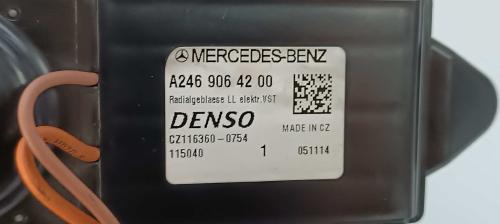 MERCEDES-BENZ
A246 906 42 00
Radialgeblaese LL elektr.VST
DENSO
MADE IN CZ
CZ116360-0754
115040 1 051114